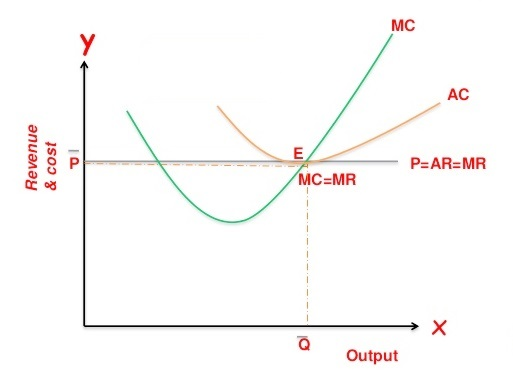 MC
Y
AC
Revenue
& cost
P̅
E
P=AR=MR
MC=MR
X
Q̅
Output